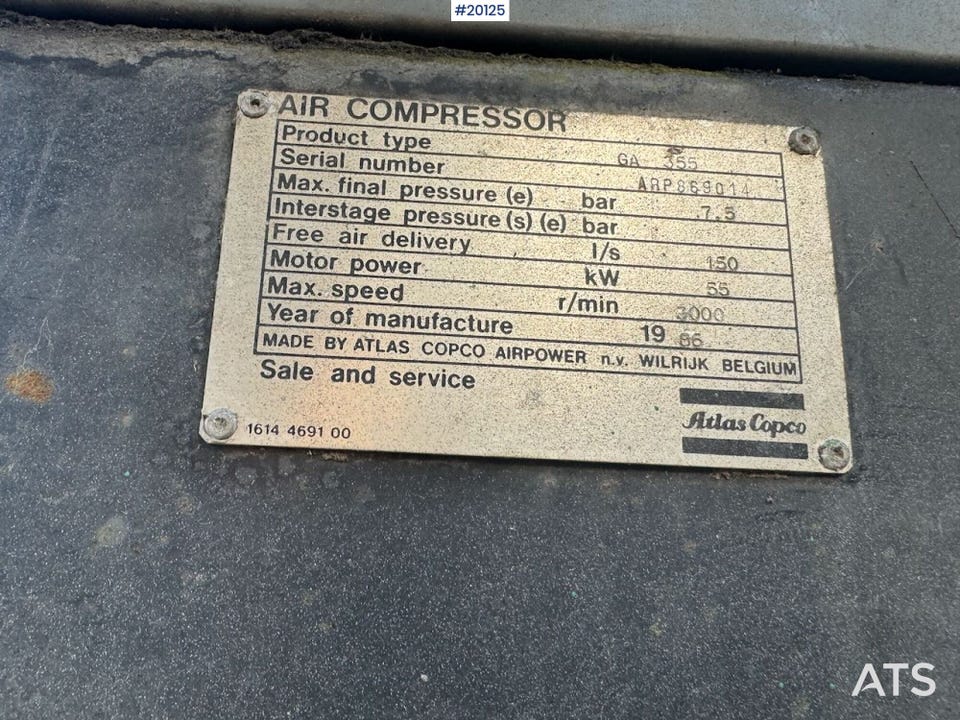 #20125
AIR COMPRESSOR
Product type GA 355
Serial number ARP869014
Max. final pressure (e) bar 7.5
Interstage pressure (s) (e) bar
Free air delivery l/s 150
Motor power kW 55
Max. speed r/min 3000
Year of manufacture 19 86
MADE BY ATLAS COPCO AIRPOWER n.v. WILRIJK BELGIUM
Sale and service
Atlas Copco
1614 4691 00
ATS